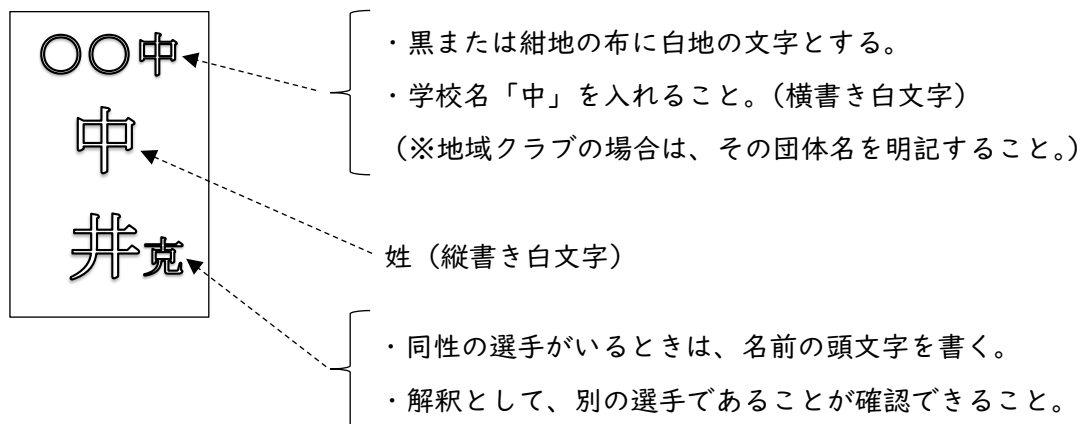 〇〇中
中
井克
・黒または紺地の布に白地の文字とする。
・学校名「中」を入れること。（横書き白文字）
（※地域クラブの場合は、その団体名を明記すること。）
姓（縦書き白文字）
・同性の選手がいるときは、名前の頭文字を書く。
・解釈として、別の選手であることが確認できること。